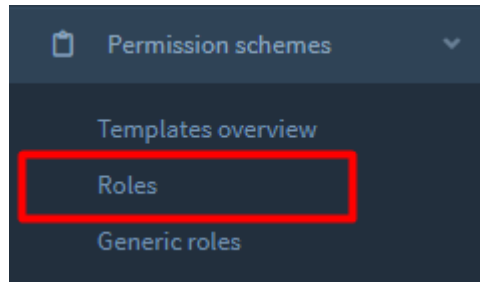 Permission schemes
Templates overview
Roles
Generic roles